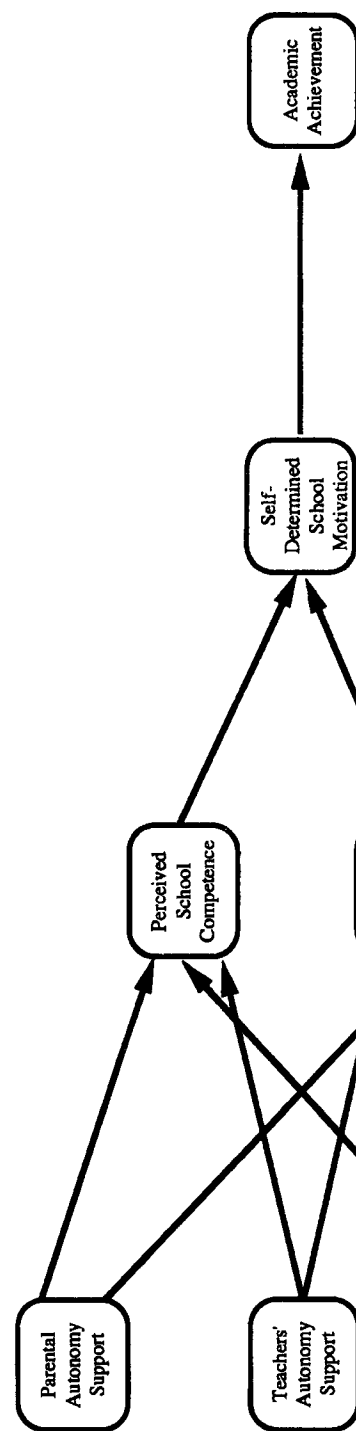 Parental
Autonomy
Support
Teachers'
Autonomy
Support
Perceived
School
Competence
Self-
Determined
School
Motivation
Academic
Achievement